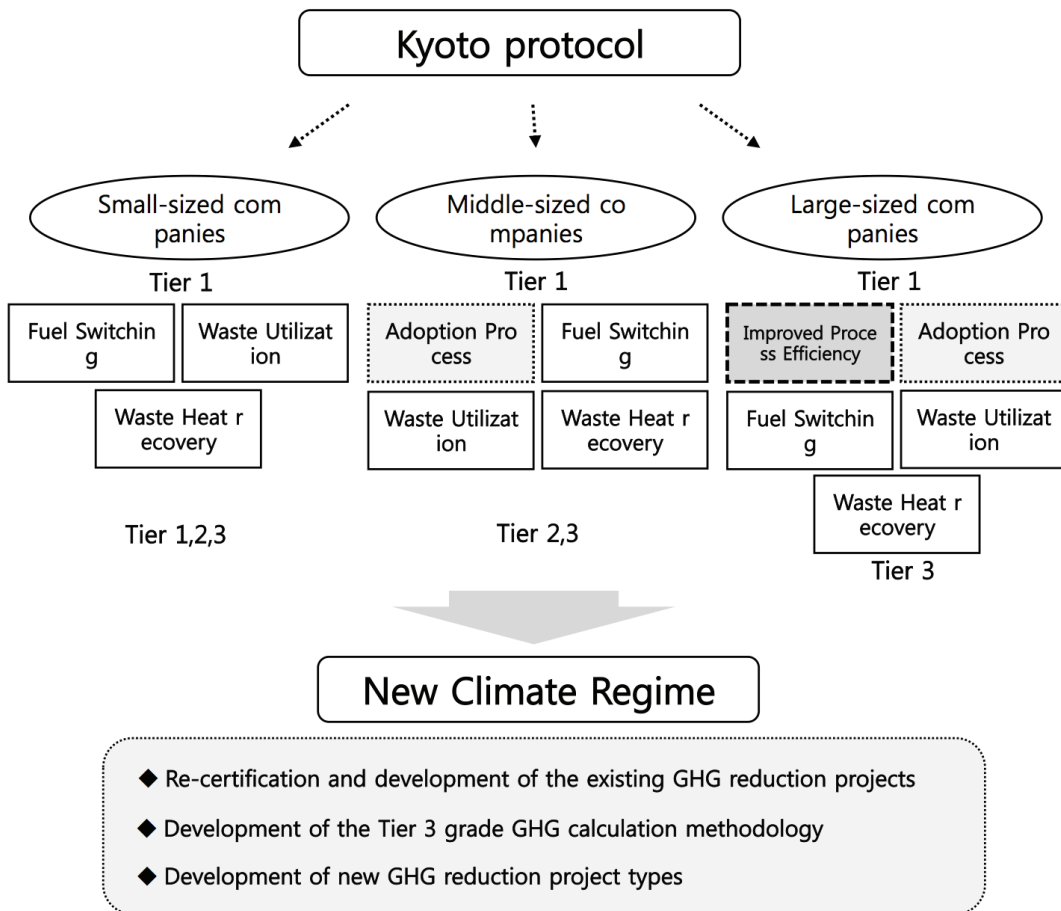 Kyoto protocol
Small-sized com
panies
Middle-sized co
mpanies
Large-sized com
panies
Tier 1
Tier 1
Tier 1
Fuel Switchin
g
Waste Utilizat
ion
Waste Heat r
ecovery
Adoption Pro
cess
Fuel Switchin
g
Waste Utilizat
ion
Waste Heat r
ecovery
Improved Proce
ss Efficiency
Adoption Pro
cess
Fuel Switchin
g
Waste Utilizat
ion
Waste Heat r
ecovery
Tier 1,2,3
Tier 2,3
Tier 3
New Climate Regime
◆ Re-certification and development of the existing GHG reduction projects
◆ Development of the Tier 3 grade GHG calculation methodology
◆ Development of new GHG reduction project types